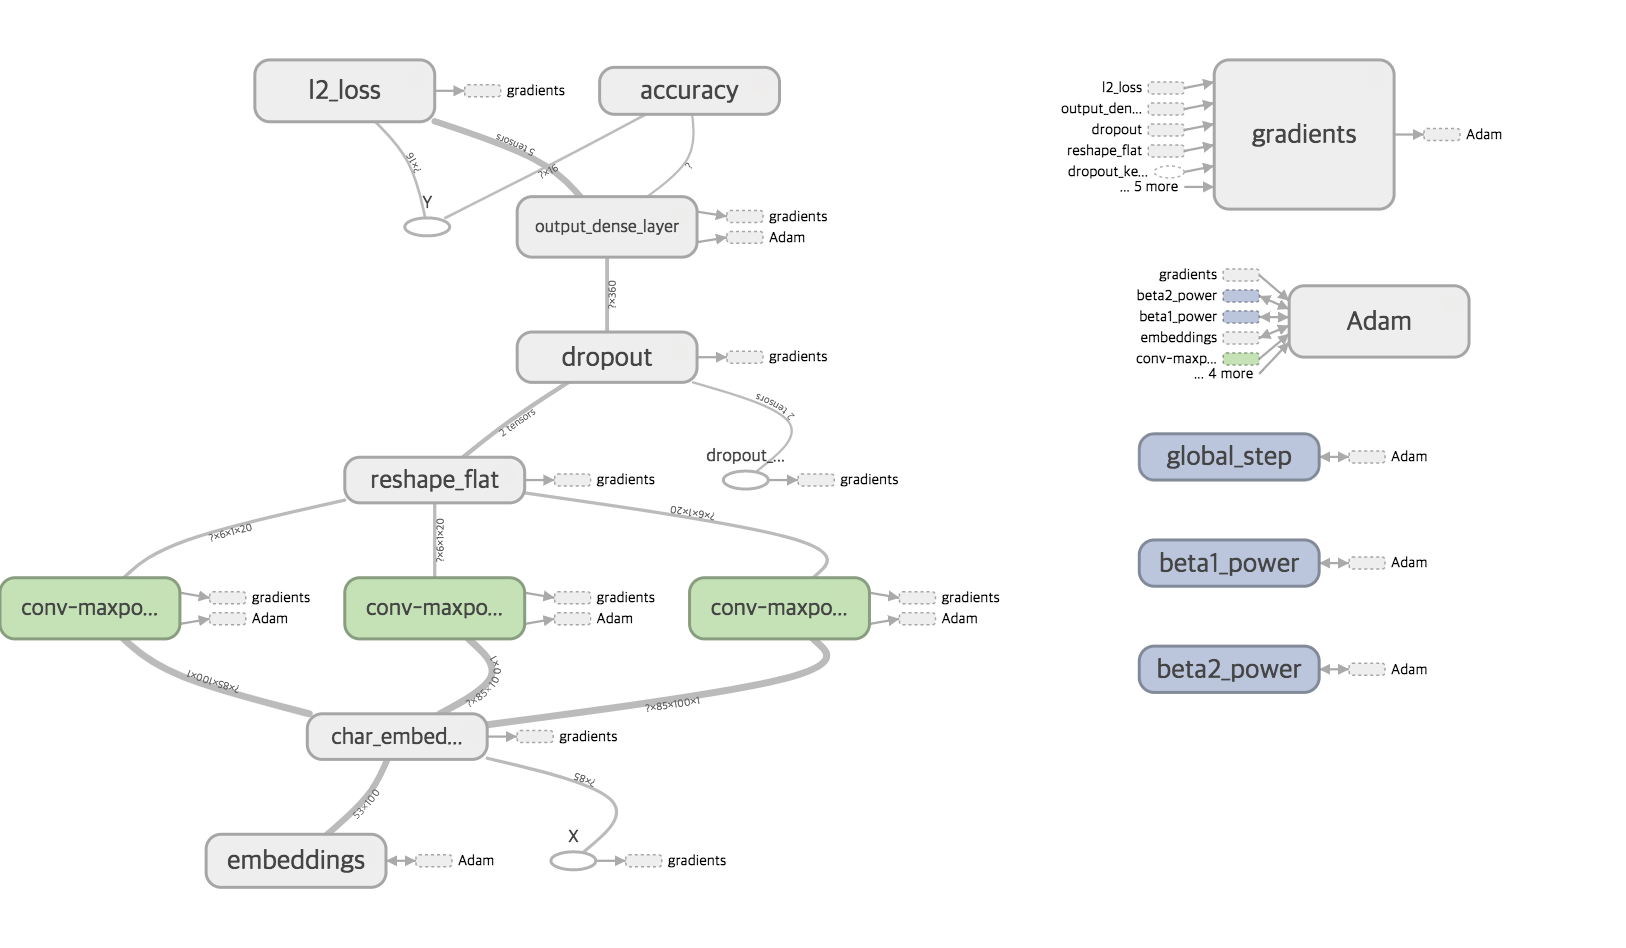 l2_loss
gradients
accuracy
?×16
5 tensors
?×16
?
Y
output_dense_layer
gradients
Adam
?×360
dropout
gradients
2 tensors
2 tensors
dropout_...
gradients
reshape_flat
gradients
?×6×1×20
?×6×1×20
?×6×1×20
conv-maxpo...
gradients
Adam
conv-maxpo...
gradients
Adam
conv-maxpo...
gradients
Adam
?×85×100×1
?×85×100×1
?×85×100×1
char_embed...
gradients
53×100
?×85
X
embeddings
Adam
gradients
l2_loss
output_den...
dropout
reshape_flat
dropout_ke...
... 5 more
gradients
Adam
gradients
beta2_power
beta1_power
embeddings
conv-maxp...
... 4 more
Adam
global_step
Adam
beta1_power
Adam
beta2_power
Adam